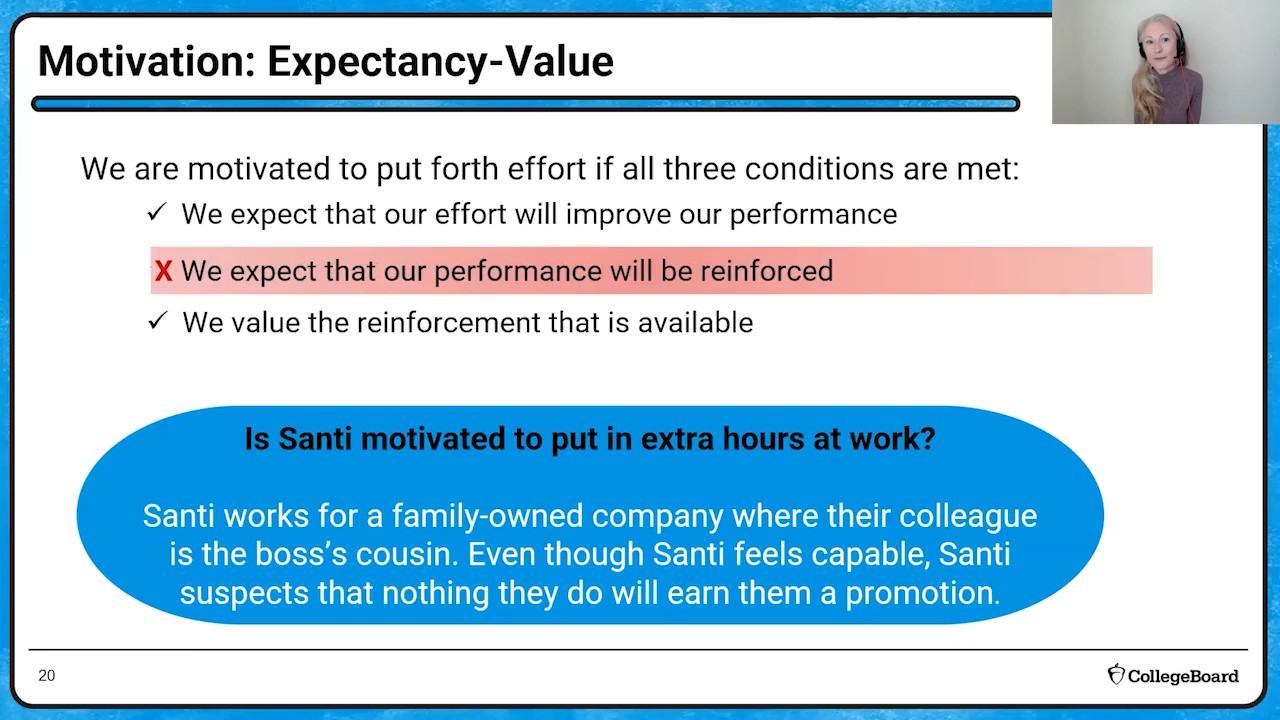 Motivation: Expectancy-Value
We are motivated to put forth effort if all three conditions are met:
✓ We expect that our effort will improve our performance
X We expect that our performance will be reinforced
✓ We value the reinforcement that is available
Is Santi motivated to put in extra hours at work?
Santi works for a family-owned company where their colleague
is the boss’s cousin. Even though Santi feels capable, Santi
suspects that nothing they do will earn them a promotion.
20
CollegeBoard